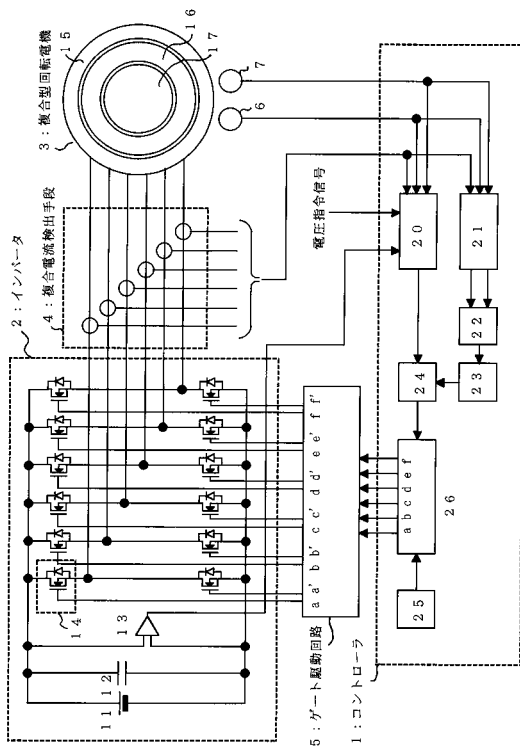 2：インバータ
4：複合電流検出手段
3：複合型回転電機
15
16
17
11
12
13
14
6
7
電圧指令信号
a a' b b' c c' d d' e e' f f'
5：ゲート駆動回路
1：コントローラ
20
21
22
23
24
a b c d e f
25
26